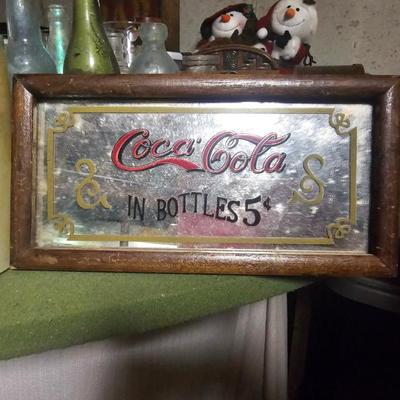 Coca-Cola
IN BOTTLES 5¢